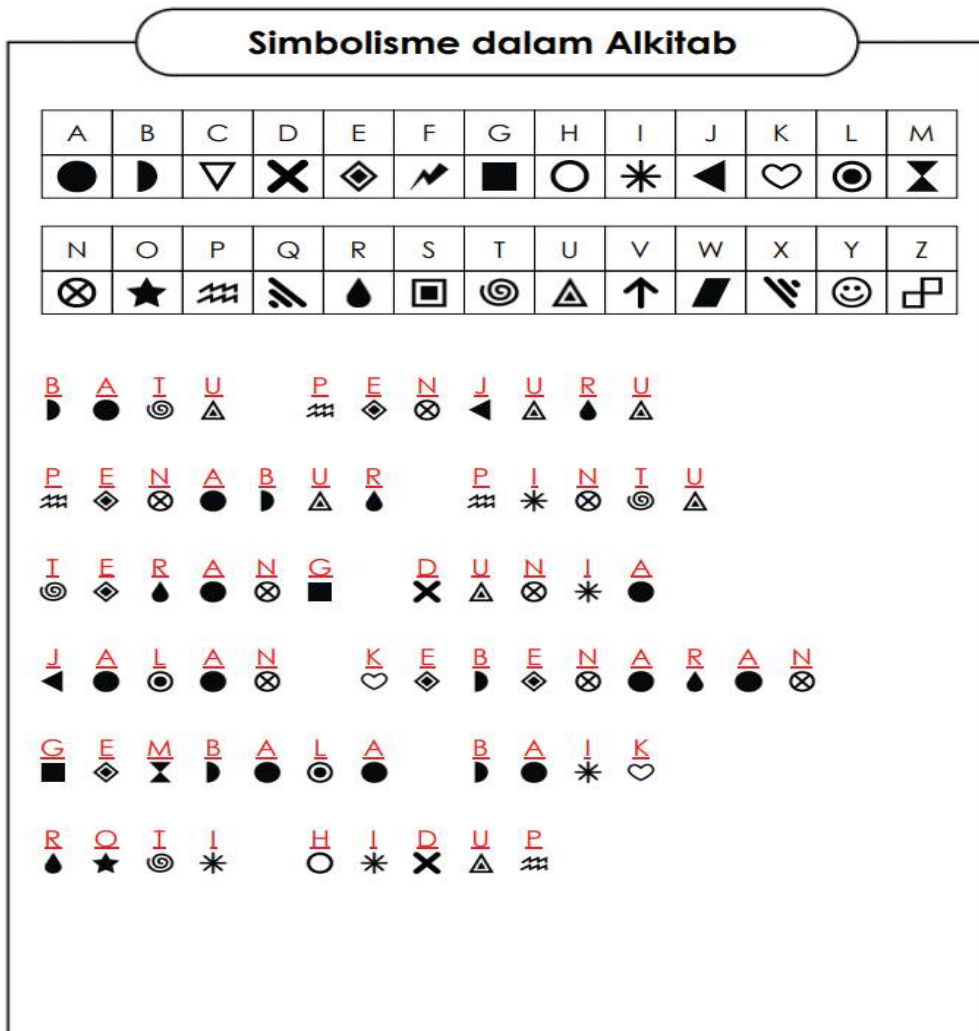 Simbolisme dalam Alkitab
A B C D E F G H I J K L M
N O P Q R S T U V W X Y Z
BATU PENJURU
PENABUR PINTU
TERANG DUNIA
JALAN KEBENARAN
GEMBALA BAIK
ROTI HIDUP